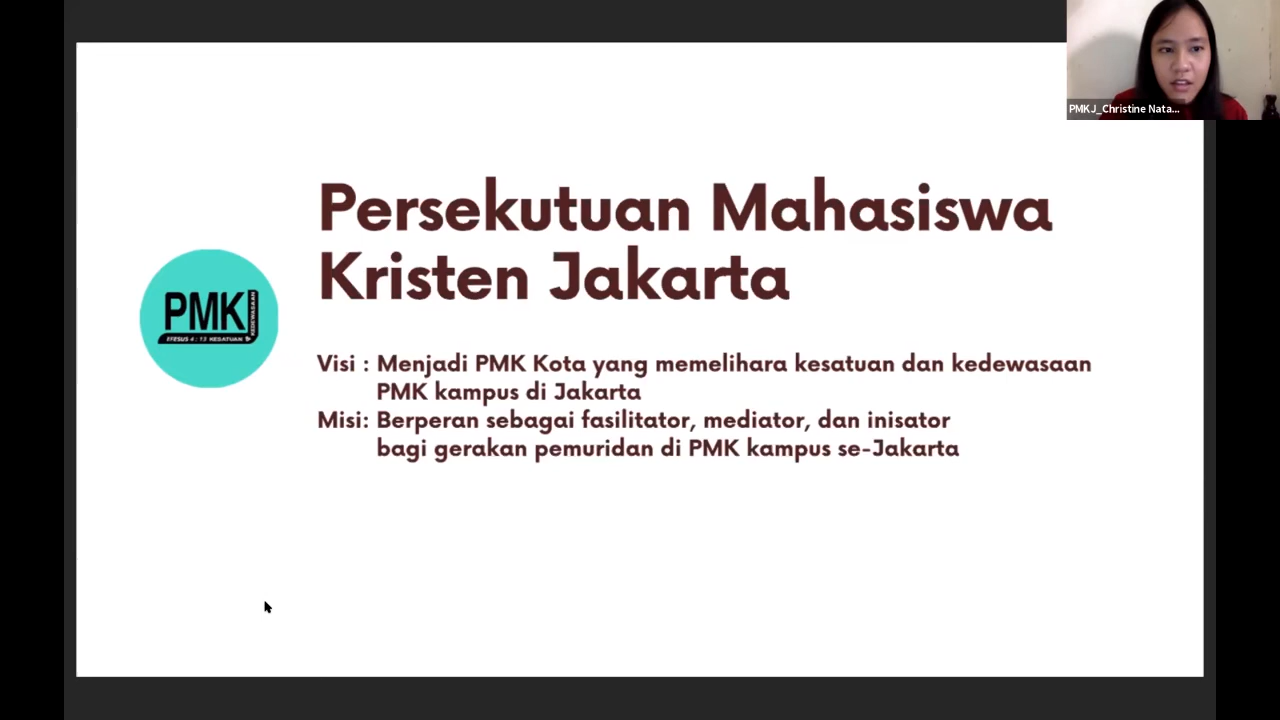 PMKJ_Christine Nata...
Persekutuan Mahasiswa
Kristen Jakarta
PMKJ
KEDEWASAAN
EFESUS 4 : 13 KESATUAN &
Visi : Menjadi PMK Kota yang memelihara kesatuan dan kedewasaan
PMK kampus di Jakarta
Misi: Berperan sebagai fasilitator, mediator, dan inisator
bagi gerakan pemuridan di PMK kampus se-Jakarta